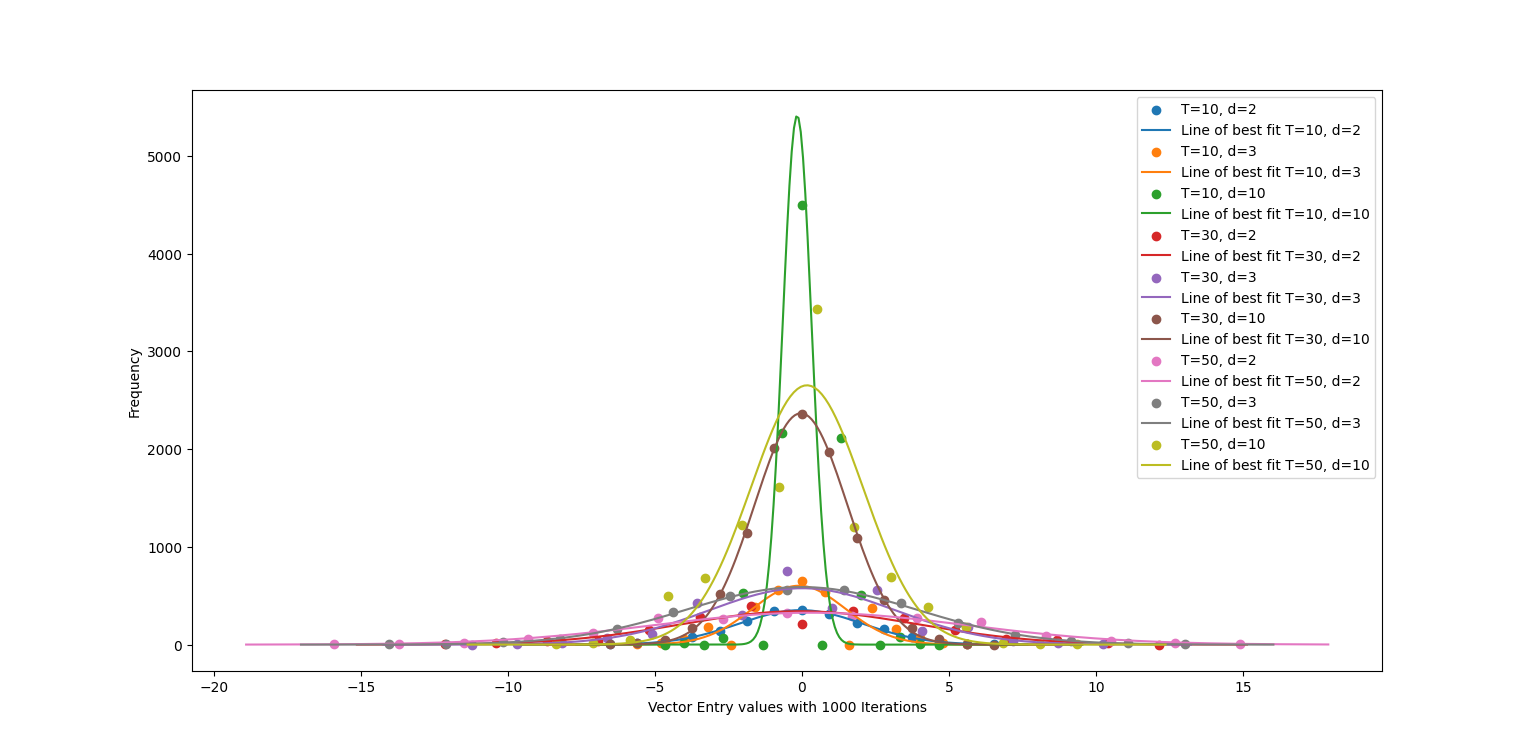 5000
4000
3000
2000
1000
0
Frequency
−20
−15
−10
−5
0
5
10
15
Vector Entry values with 1000 Iterations
T=10, d=2
Line of best fit T=10, d=2
T=10, d=3
Line of best fit T=10, d=3
T=10, d=10
Line of best fit T=10, d=10
T=30, d=2
Line of best fit T=30, d=2
T=30, d=3
Line of best fit T=30, d=3
T=30, d=10
Line of best fit T=30, d=10
T=50, d=2
Line of best fit T=50, d=2
T=50, d=3
Line of best fit T=50, d=3
T=50, d=10
Line of best fit T=50, d=10